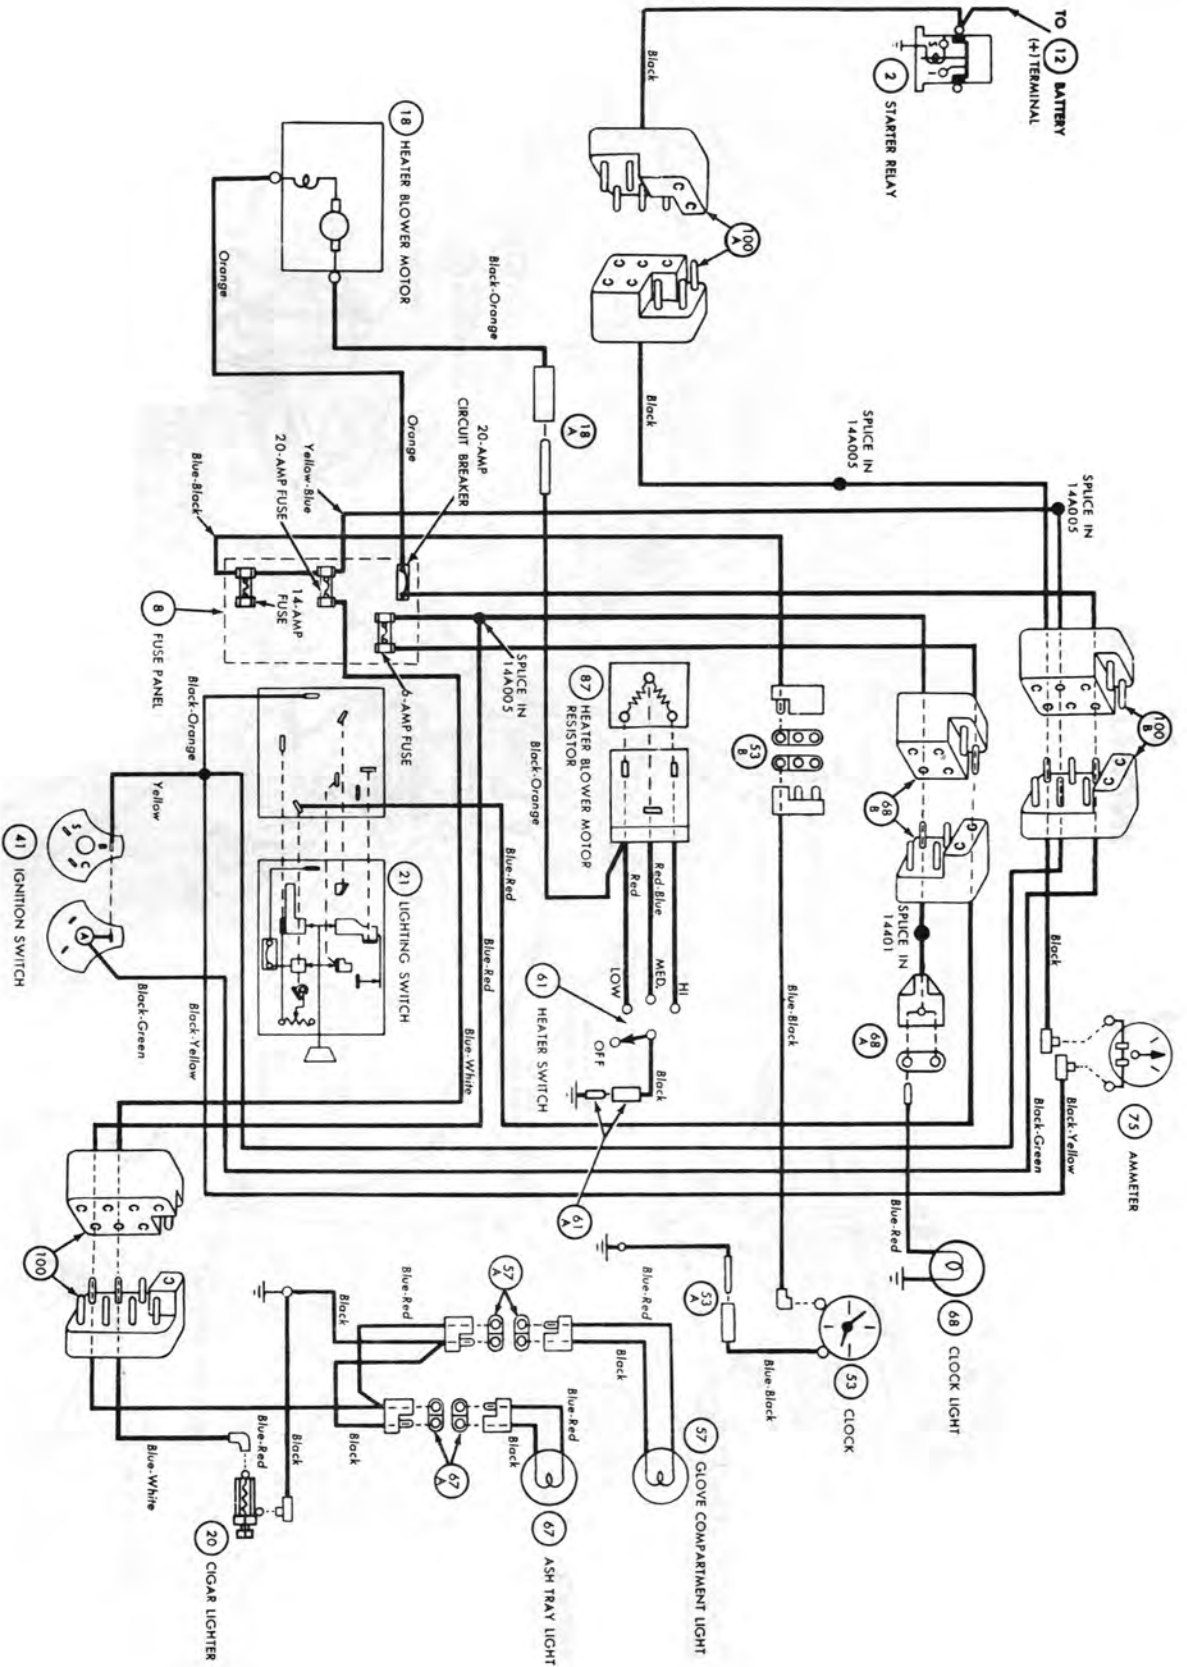 TO 12 BATTERY
(+) TERMINAL
2 STARTER RELAY
S
I
Black
C
C
100
A
C
C
C
C
C
C
Black
SPLICE IN
14A005
SPLICE IN
14A005
18 HEATER BLOWER MOTOR
Orange
Black-Orange
18
A
Orange
20-AMP
CIRCUIT BREAKER
Yellow-Blue
20-AMP FUSE
Blue-Black
14-AMP
FUSE
8 FUSE PANEL
6-AMP FUSE
SPLICE IN
14A005
87 HEATER BLOWER MOTOR
RESISTOR
53
B
68
B
C
C
C
C
100
B
C
C
C
C
C
Black-Orange
Yellow
Black-Orange
Blue-Red
Red
Red-Blue
LOW
MED.
HI
SPLICE IN
14401
68
A
Black
75 AMMETER
Black-Yellow
Black-Green
41 IGNITION SWITCH
S
B
C
A
Black-Green
Black-Yellow
21 LIGHTING SWITCH
Blue-Red
Blue-White
61 HEATER SWITCH
OFF
Black
61
A
Blue-Black
Blue-Red
68 CLOCK LIGHT
53 CLOCK
53
A
Blue-Black
C
C
C
C
C
C
100
C
Blue-Red
Black
57
A
Blue-Red
Black
57 GLOVE COMPARTMENT LIGHT
Black
67
A
Blue-Red
Black
67 ASH TRAY LIGHT
Black
Blue-Red
Blue-White
20 CIGAR LIGHTER